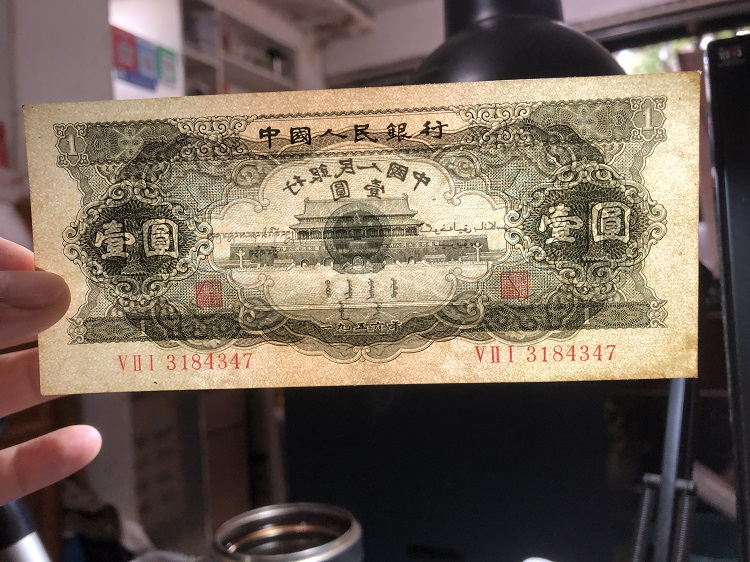 1 中國人民銀行 1
中國人民銀行
壹圓
壹圓 壹圓
一九五六年
VII I 3184347 VII I 3184347